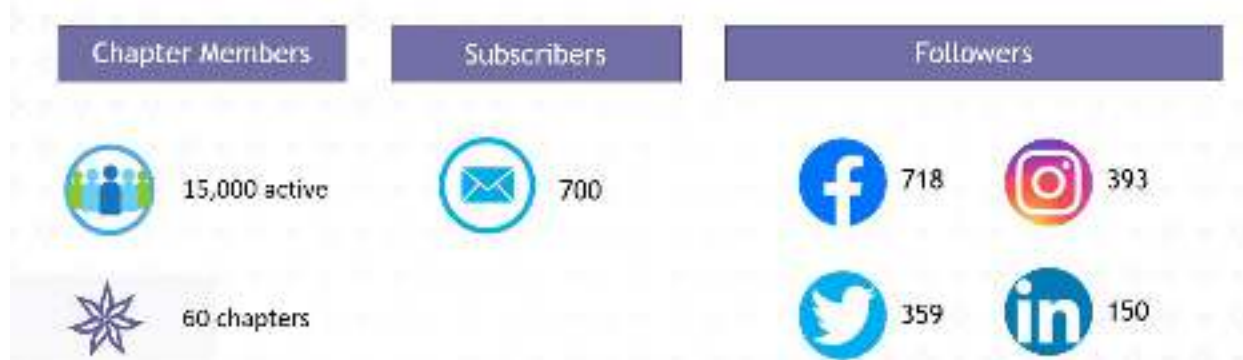 Chapter Members
Subscribers
Followers
15,000 active
700
718
393
60 chapters
359
150